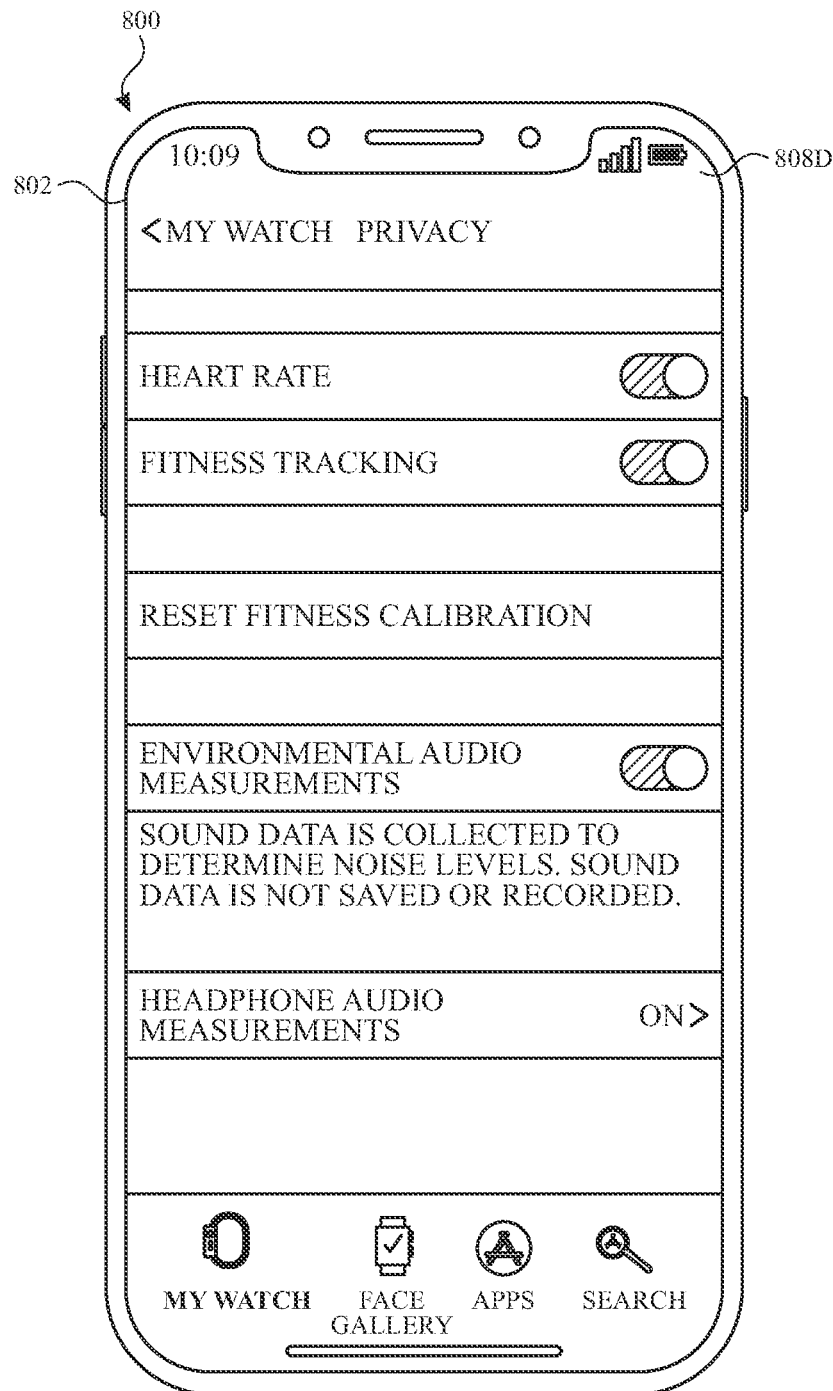 800
10:09
808D
802
<MY WATCH PRIVACY
HEART RATE
FITNESS TRACKING
RESET FITNESS CALIBRATION
ENVIRONMENTAL AUDIO
MEASUREMENTS
SOUND DATA IS COLLECTED TO
DETERMINE NOISE LEVELS. SOUND
DATA IS NOT SAVED OR RECORDED.
HEADPHONE AUDIO
MEASUREMENTS
ON>
MY WATCH
FACE
GALLERY
APPS
SEARCH